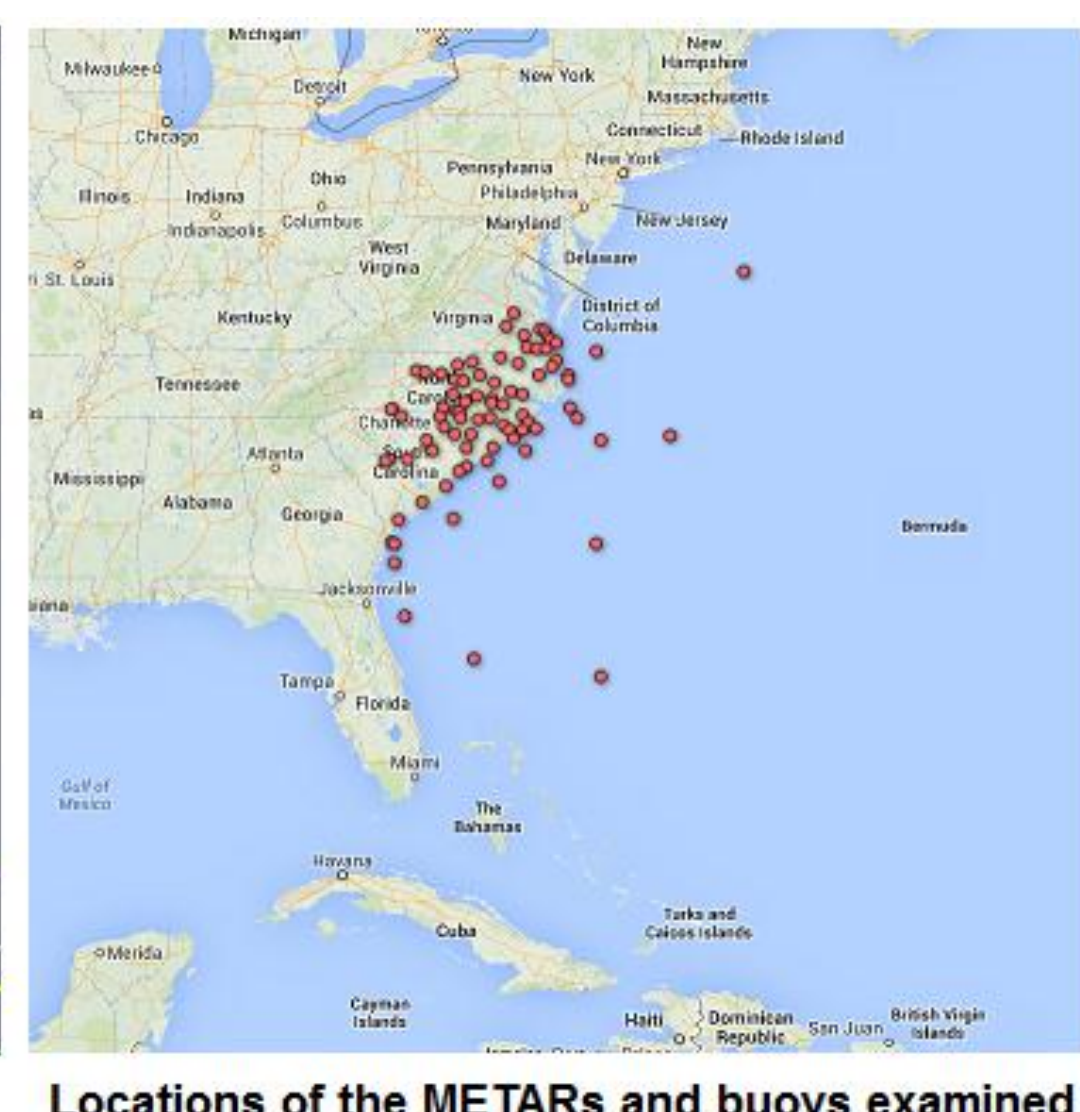 Michigan
New
Hampshire
Milwaukee
New York
Detroit
Massachusetts
Connecticut
Rhode Island
Chicago
New York
Pennsylvania
Ohio
Illinois
Indiana
Philadelphia
Columbus
New Jersey
Maryland
Indianapolis
West
Virginia
Delaware
St. Louis
District of
Columbia
Kentucky
Virginia
Tennessee
Charlotte
Atlanta
South
Carolina
Mississippi
Alabama
Georgia
Bermuda
Jacksonville
Tampa
Florida
Miami
Gulf of
Mexico
The
Bahamas
Havana
Turks and
Caicos Islands
Cuba
Merida
Cayman
Islands
Haiti
Dominican
Republic
San Juan
British Virgin
Islands
Locations of the METARs and buoys examined